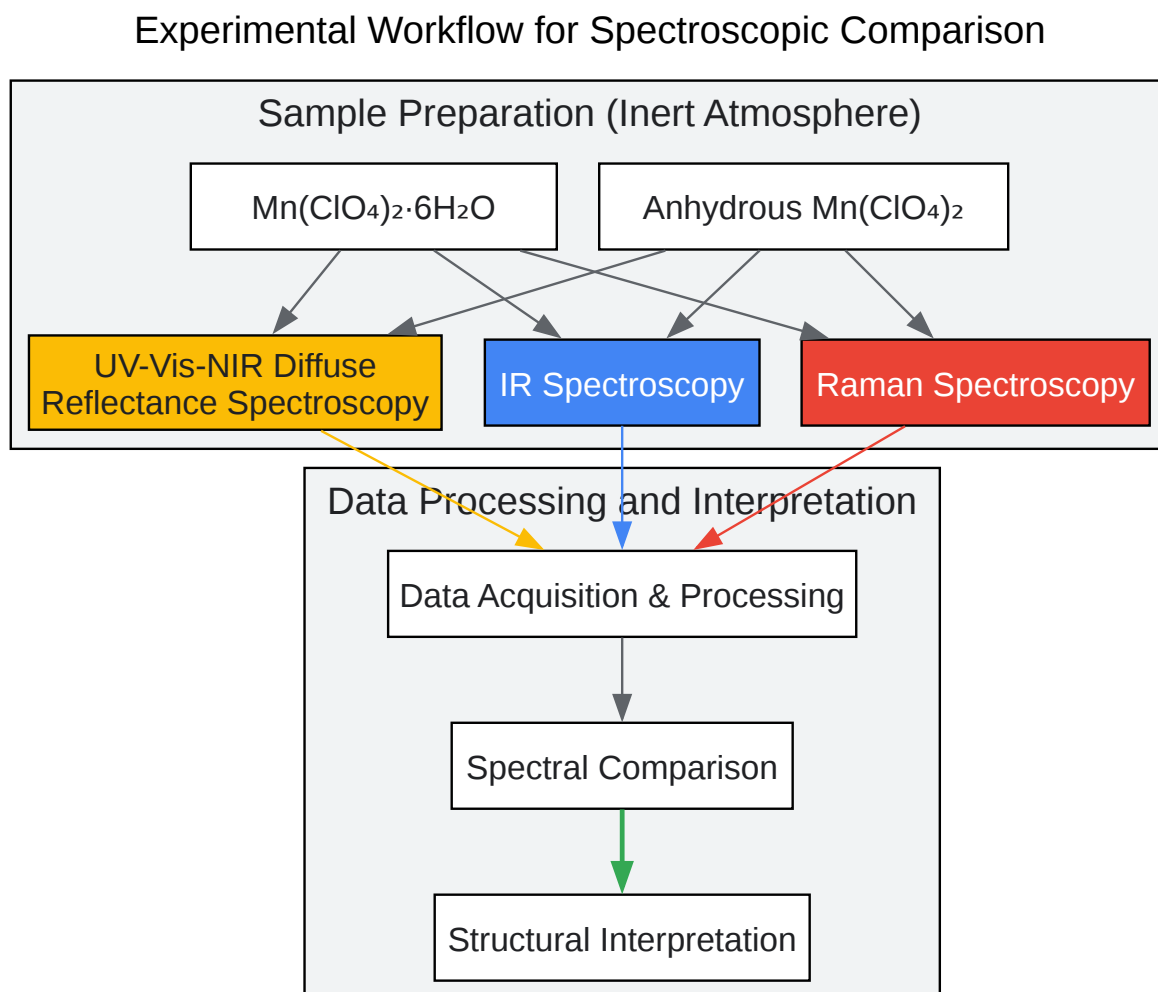 Experimental Workflow for Spectroscopic Comparison
Sample Preparation (Inert Atmosphere)
Mn(ClO₄)₂·6H₂O
Anhydrous Mn(ClO₄)₂
UV-Vis-NIR Diffuse
Reflectance Spectroscopy
IR Spectroscopy
Raman Spectroscopy
Data Processing and Interpretation
Data Acquisition & Processing
Spectral Comparison
Structural Interpretation